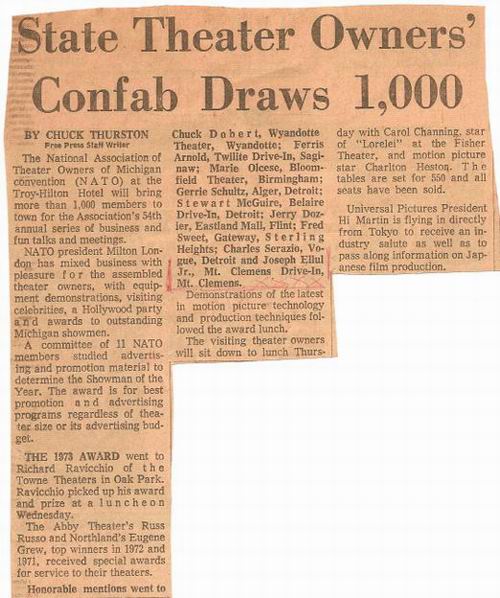 State Theater Owners'
Confab Draws 1,000
BY CHUCK THURSTON
Free Press Staff Writer
The National Association of
Theater Owners of Michigan
convention (NATO) at the
Troy-Hilton Hotel will bring
more than 1,000 members to
town for the Association's 54th
annual series of business and
fun talks and meetings.
NATO president Milton Lon-
don has mixed business with
pleasure for the assembled
theater owners, with equip-
ment demonstrations, visiting
celebrities, a Hollywood party
and awards to outstanding
Michigan showmen.
A committee of 11 NATO
members studied advertis-
ing and promotion material to
determine the Showman of the
Year. The award is for best
promotion and advertising
programs regardless of thea-
ter size or its advertising bud-
get.
THE 1973 AWARD went to
Richard Ravicchio of the
Towne Theaters in Oak Park.
Ravicchio picked up his award
and prize at a luncheon
Wednesday.
The Abby Theater's Russ
Russo and Northland's Eugene
Grew, top winners in 1972 and
1971, received special awards
for service to their theaters.
Honorable mentions went to
Chuck Dobert, Wyandotte
Theater, Wyandotte; Ferris
Arnold, Twilite Drive-In, Sagi-
naw; Marie Olcese, Bloom-
field Theater, Birmingham;
Gerrie Schultz, Alger, Detroit;
Stewart McGuire, Belaire
Drive-In, Detroit; Jerry Doz-
ier, Eastland Mall, Flint; Fred
Sweet, Gateway, Sterling
Heights; Charles Serazio, Vo-
gue, Detroit and Joseph Ellul
Jr., Mt. Clemens Drive-In,
Mt. Clemens.
Demonstrations of the latest
in motion picture technology
and production techniques fol-
lowed the award lunch.
The visiting theater owners
will sit down to lunch Thurs-
day with Carol Channing, star
of "Lorelei" at the Fisher
Theater, and motion picture
star Charlton Heston. The
tables are set for 550 and all
seats have been sold.
Universal Pictures President
Hi Martin is flying in directly
from Tokyo to receive an in-
dustry salute as well as to
pass along information on Jap-
anese film production.